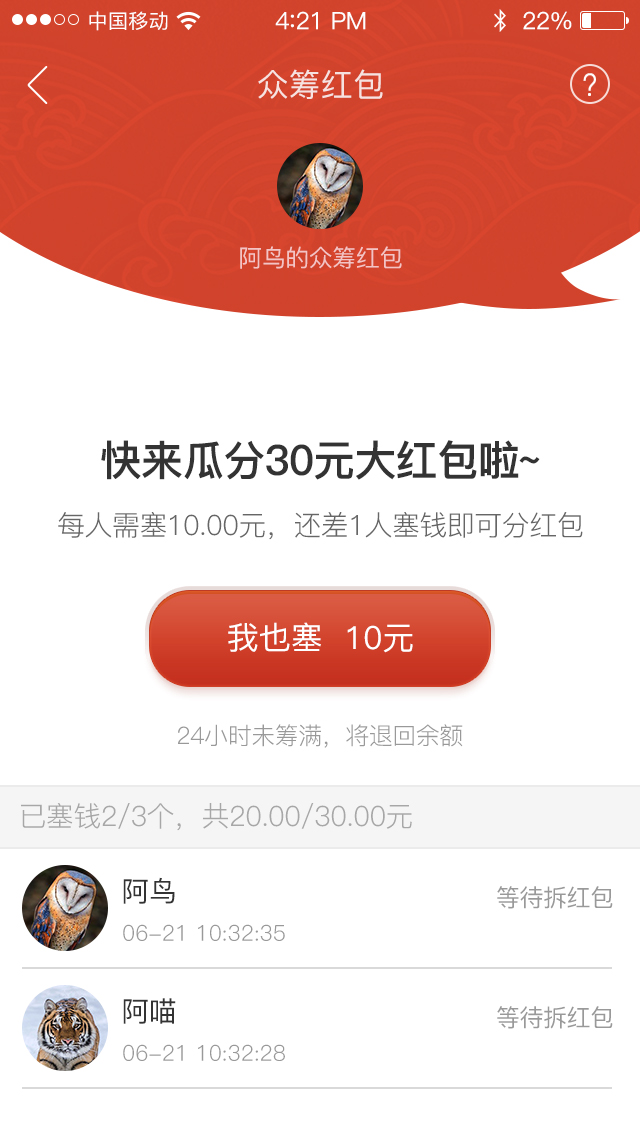 中国移动 4:21 PM 22%
众筹红包 ?
阿鸟的众筹红包
快来瓜分30元大红包啦~
每人需塞10.00元，还差1人塞钱即可分红包
我也塞 10元
24小时未筹满，将退回余额
已塞钱2/3个，共20.00/30.00元
阿鸟 等待拆红包
06-21 10:32:35
阿喵 等待拆红包
06-21 10:32:28